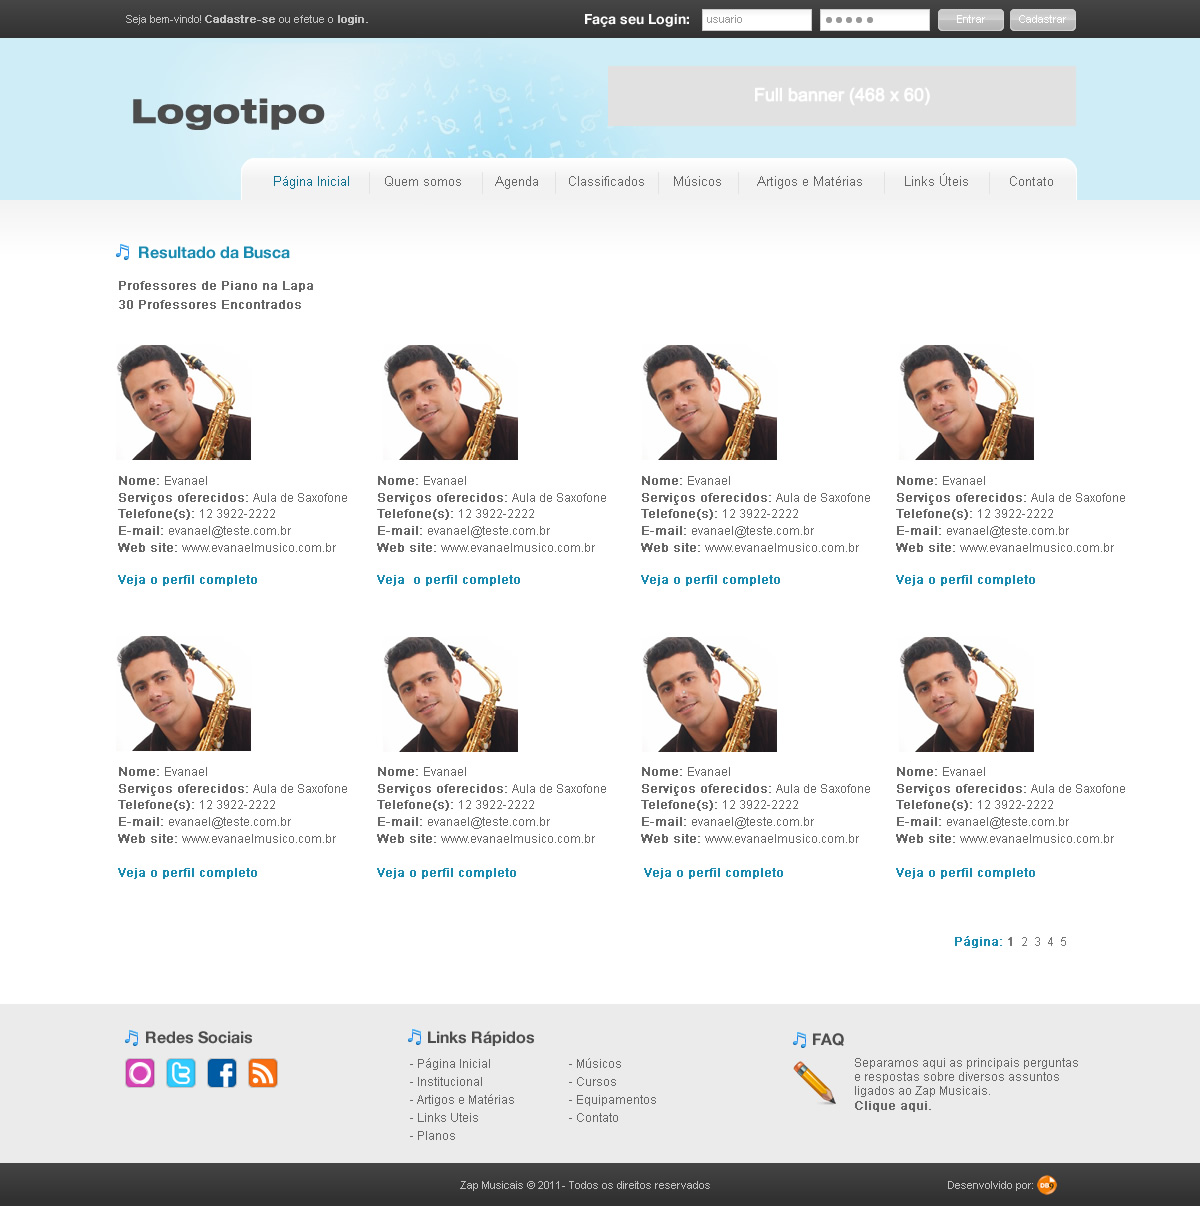 Seja bem-vindo! Cadastre-se ou efetue o login.
Faça seu Login:
usuario
Entrar
Cadastrar
Logotipo
Full banner (468 x 60)
Página Inicial
Quem somos
Agenda
Classificados
Músicos
Artigos e Matérias
Links Úteis
Contato
Resultado da Busca
Professores de Piano na Lapa
30 Professores Encontrados
Nome: Evanael
Serviços oferecidos: Aula de Saxofone
Telefone(s): 12 3922-2222
E-mail: evanael@teste.com.br
Web site: www.evanaelmusico.com.br
Veja o perfil completo
Nome: Evanael
Serviços oferecidos: Aula de Saxofone
Telefone(s): 12 3922-2222
E-mail: evanael@teste.com.br
Web site: www.evanaelmusico.com.br
Veja  o perfil completo
Nome: Evanael
Serviços oferecidos: Aula de Saxofone
Telefone(s): 12 3922-2222
E-mail: evanael@teste.com.br
Web site: www.evanaelmusico.com.br
Veja o perfil completo
Nome: Evanael
Serviços oferecidos: Aula de Saxofone
Telefone(s): 12 3922-2222
E-mail: evanael@teste.com.br
Web site: www.evanaelmusico.com.br
Veja o perfil completo
Nome: Evanael
Serviços oferecidos: Aula de Saxofone
Telefone(s): 12 3922-2222
E-mail: evanael@teste.com.br
Web site: www.evanaelmusico.com.br
Veja o perfil completo
Nome: Evanael
Serviços oferecidos: Aula de Saxofone
Telefone(s): 12 3922-2222
E-mail: evanael@teste.com.br
Web site: www.evanaelmusico.com.br
Veja o perfil completo
Nome: Evanael
Serviços oferecidos: Aula de Saxofone
Telefone(s): 12 3922-2222
E-mail: evanael@teste.com.br
Web site: www.evanaelmusico.com.br
Veja o perfil completo
Nome: Evanael
Serviços oferecidos: Aula de Saxofone
Telefone(s): 12 3922-2222
E-mail: evanael@teste.com.br
Web site: www.evanaelmusico.com.br
Veja o perfil completo
Página: 1 2 3 4 5
Redes Sociais
Links Rápidos
- Página Inicial
- Institucional
- Artigos e Matérias
- Links Uteis
- Planos
- Músicos
- Cursos
- Equipamentos
- Contato
FAQ
Separamos aqui as principais perguntas
e respostas sobre diversos assuntos
ligados ao Zap Musicais.
Clique aqui.
Zap Musicais © 2011- Todos os direitos reservados
Desenvolvido por: